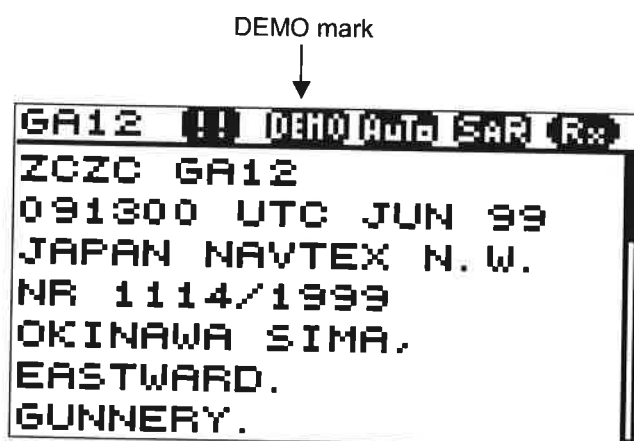 DEMO mark
GA12 !! DEMO Auto SAR Rx
ZCZC GA12
091300 UTC JUN 99
JAPAN NAVTEX N.W.
NR 1114/1999
OKINAWA SIMA,
EASTWARD.
GUNNERY.